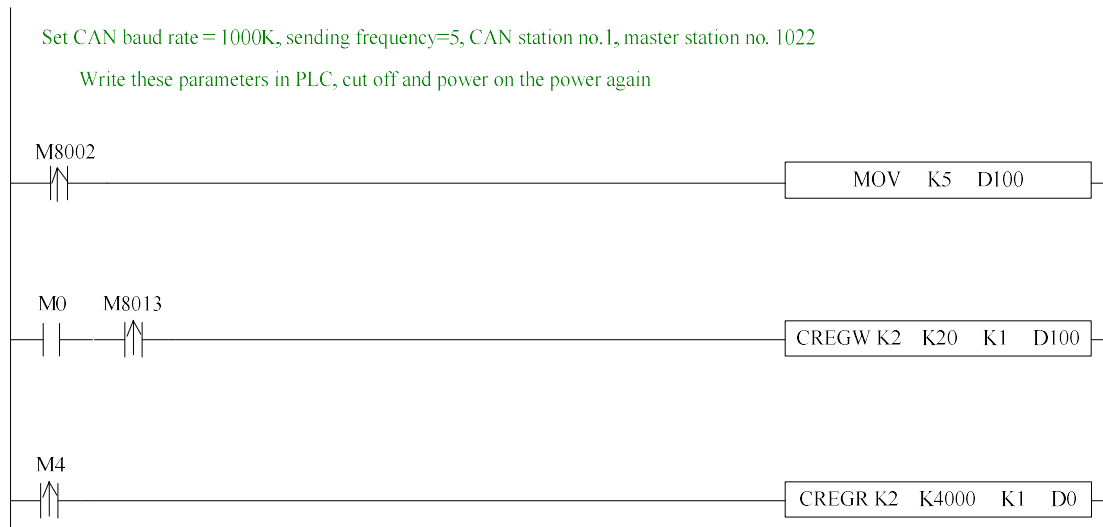 Set CAN baud rate = 1000K, sending frequency=5, CAN station no.1, master station no. 1022
Write these parameters in PLC, cut off and power on the power again
M8002
MOV K5 D100
M0 M8013
CREGW K2 K20 K1 D100
M4
CREGR K2 K4000 K1 D0